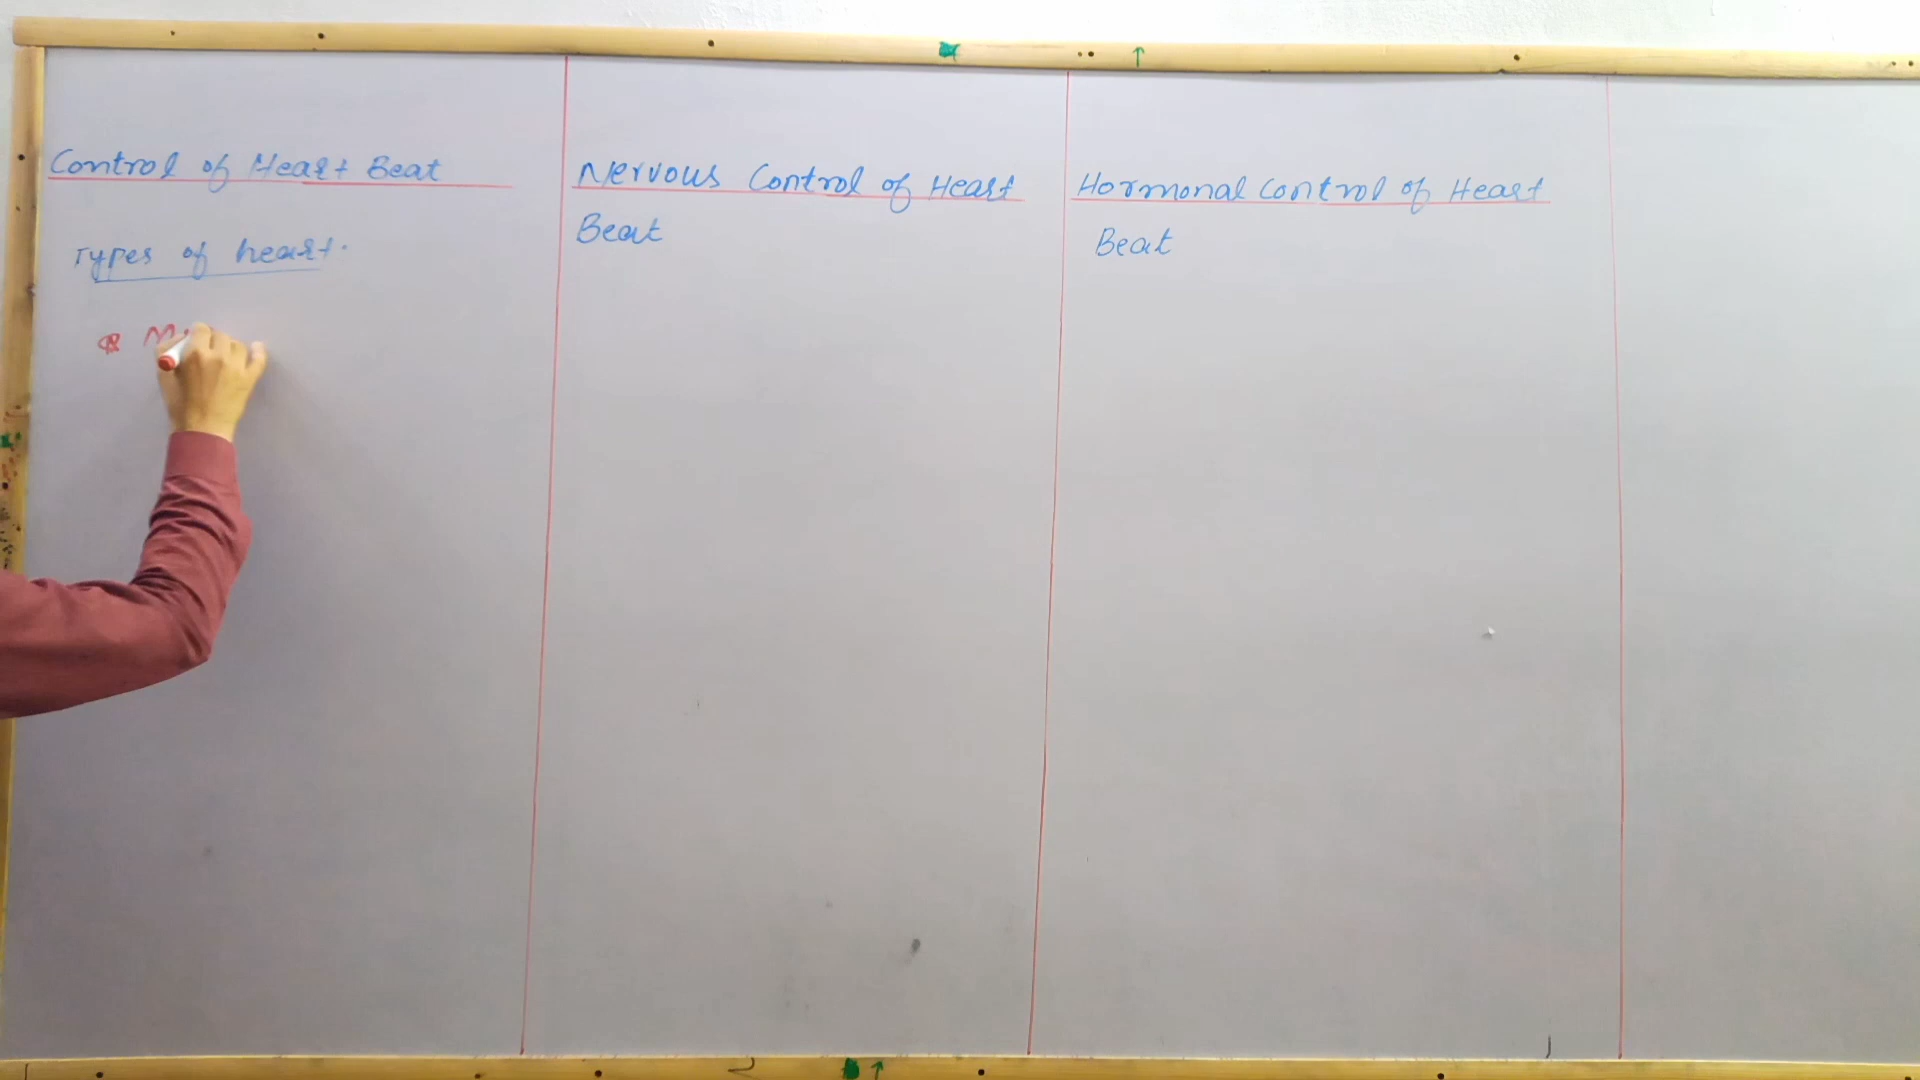 Control of Heart Beat
Types of heart.
Nervous Control of Heart
Beat
Hormonal control of Heart
Beat